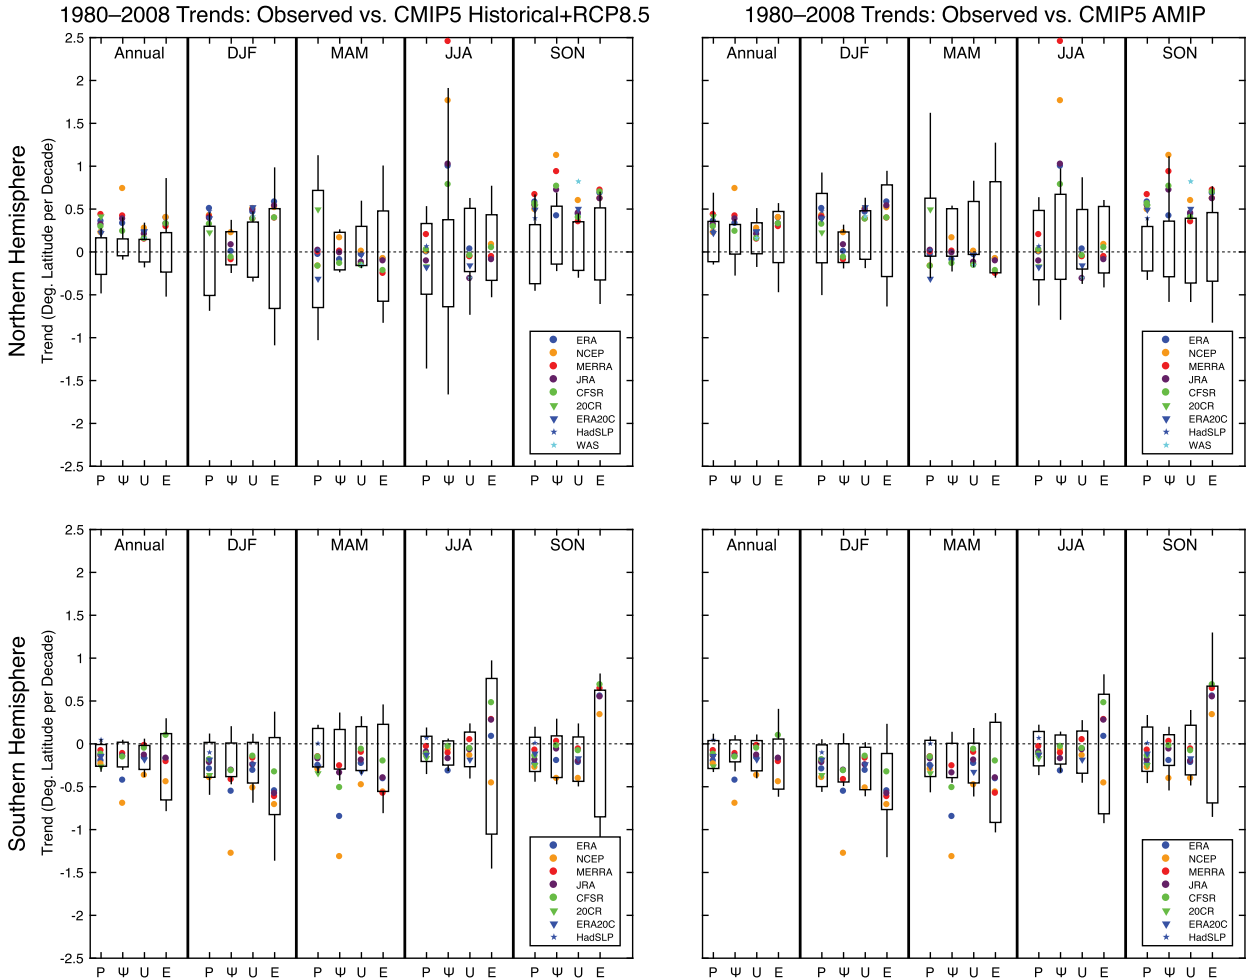 1980–2008 Trends: Observed vs. CMIP5 Historical+RCP8.5
1980–2008 Trends: Observed vs. CMIP5 AMIP
Northern Hemisphere
Trend (Deg. Latitude per Decade)
2.5
2
1.5
1
0.5
0
-0.5
-1
-1.5
-2
-2.5
Annual DJF MAM JJA SON
P Ψ U E P Ψ U E P Ψ U E P Ψ U E P Ψ U E
ERA
NCEP
MERRA
JRA
CFSR
20CR
ERA20C
HadSLP
WAS
Annual DJF MAM JJA SON
P Ψ U E P Ψ U E P Ψ U E P Ψ U E P Ψ U E
ERA
NCEP
MERRA
JRA
CFSR
20CR
ERA20C
HadSLP
WAS
Southern Hemisphere
Trend (Deg. Latitude per Decade)
2.5
2
1.5
1
0.5
0
-0.5
-1
-1.5
-2
-2.5
Annual DJF MAM JJA SON
P Ψ U E P Ψ U E P Ψ U E P Ψ U E P Ψ U E
ERA
NCEP
MERRA
JRA
CFSR
20CR
ERA20C
HadSLP
Annual DJF MAM JJA SON
P Ψ U E P Ψ U E P Ψ U E P Ψ U E P Ψ U E
ERA
NCEP
MERRA
JRA
CFSR
20CR
ERA20C
HadSLP